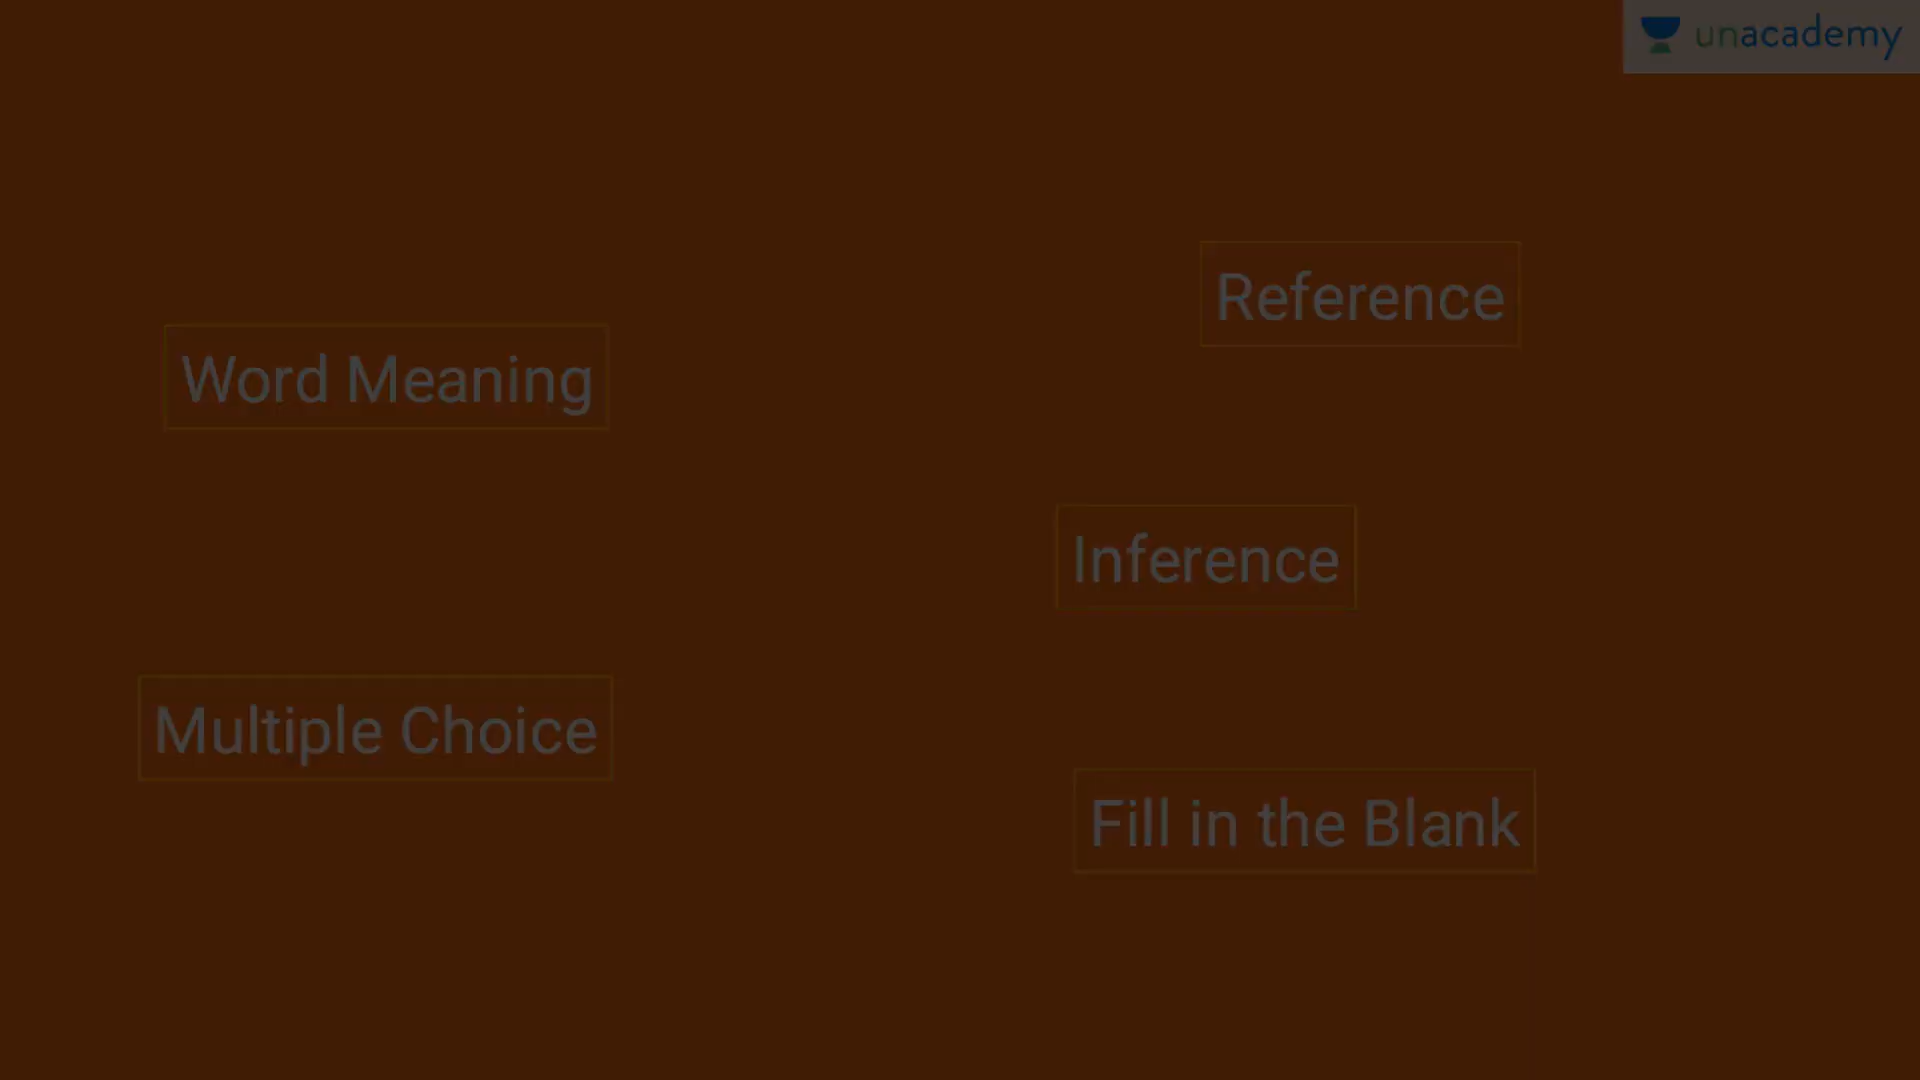 unacademy
Reference
Word Meaning
Inference
Multiple Choice
Fill in the Blank